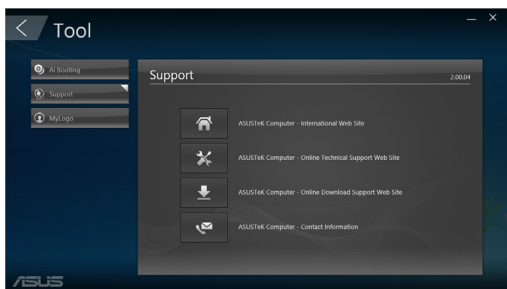 Tool
Ai Booting
Support
MyLogo
Support
2.00.04
ASUSTeK Computer - International Web Site
ASUSTeK Computer - Online Technical Support Web Site
ASUSTeK Computer - Online Download Support Web Site
ASUSTeK Computer - Contact Information
ASUS